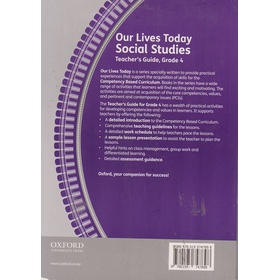 Our Lives Today
Social Studies
Teacher's Guide, Grade 4
Our Lives Today is a series specially written to provide practical experiences
that support the acquisition of skills for the
Competency Based Curriculum. Books in the series have a wide
range of activities that learners will find exciting and motivating. The
activities are aimed at acquisition of the core competencies, values,
and pertinent and contemporary issues (PCIs).
The Teacher's Guide for Grade 4 has a wealth of practical activities
for developing competencies and values in learners. It supports
teachers by offering the following:
• A detailed introduction to the Competency Based Curriculum.
• Comprehensive teaching guidelines for the lessons.
• A detailed work schedule to help teachers pace the content.
• A sample lesson presentation to assist the teacher to plan the
lessons.
• Helpful hints on class management, group work and
differentiated learning.
• Detailed assessment guidance.
Oxford, your companion for success!
OXFORD
UNIVERSITY PRESS